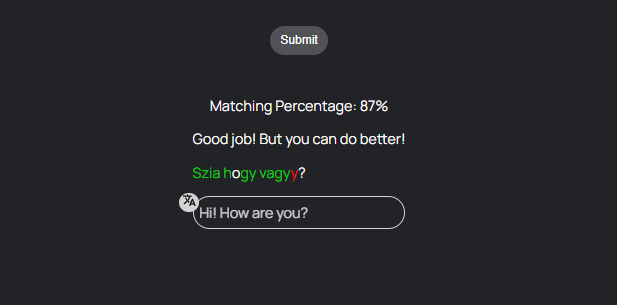 Submit
Matching Percentage: 87%
Good job! But you can do better!
Szia hogy vagyy?
Hi! How are you?